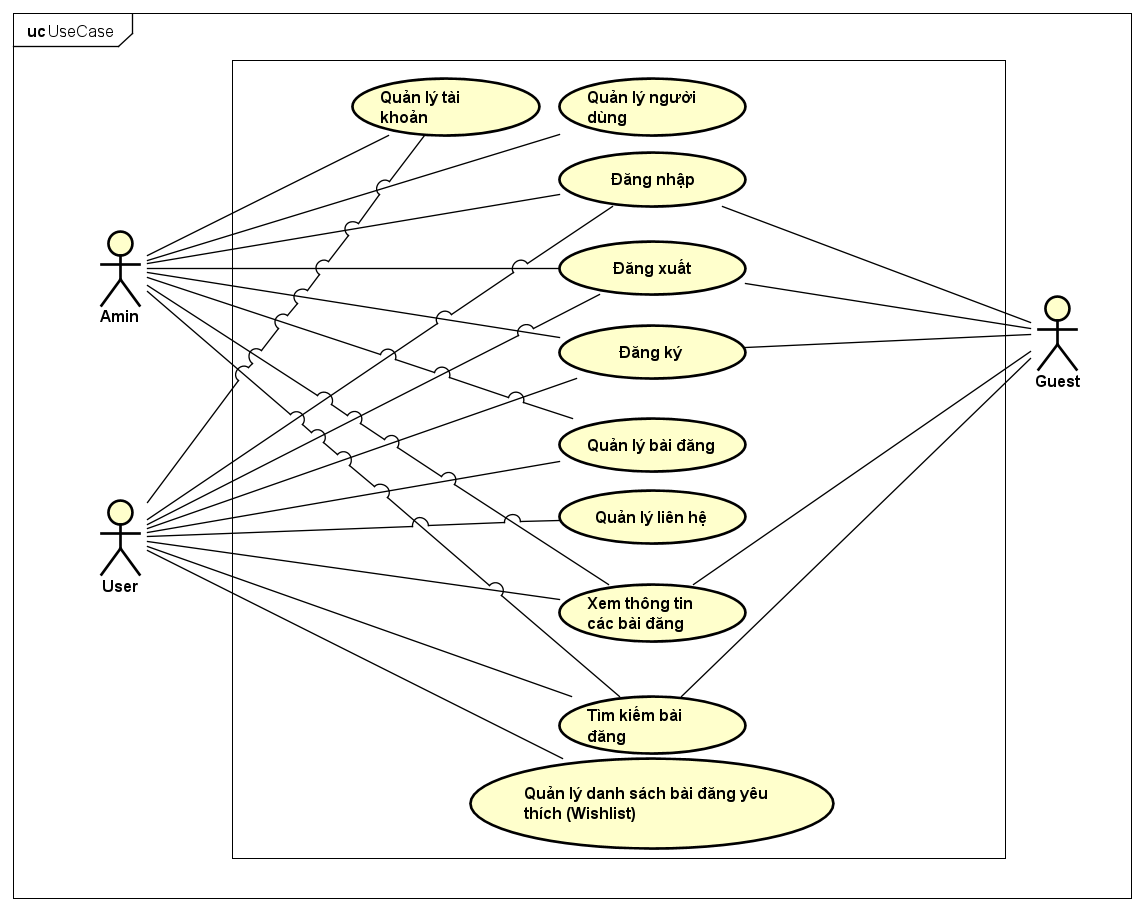 uc UseCase
Quản lý tài
khoản
Quản lý người
dùng
Đăng nhập
Đăng xuất
Amin
Đăng ký
Guest
Quản lý bài đăng
Quản lý liên hệ
User
Xem thông tin
các bài đăng
Tìm kiếm bài
đăng
Quản lý danh sách bài đăng yêu
thích (Wishlist)